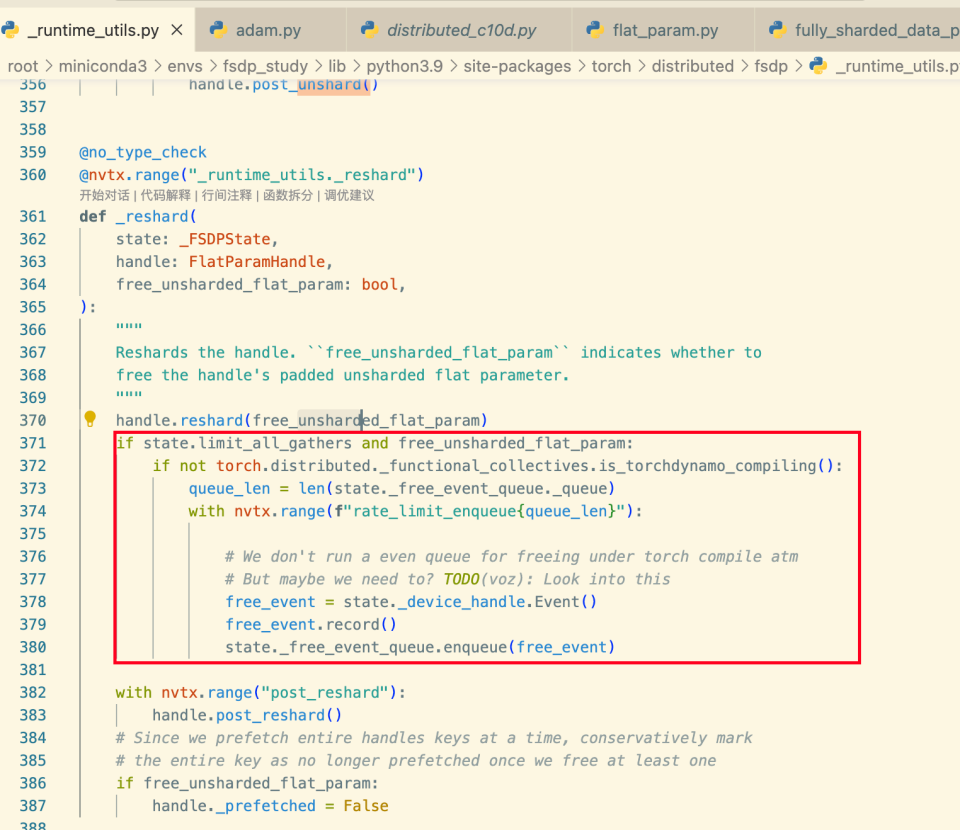 _runtime_utils.py × adam.py distributed_c10d.py flat_param.py fully_sharded_data_p
root > miniconda3 > envs > fsdp_study > lib > python3.9 > site-packages > torch > distributed > fsdp > _runtime_utils.py
356 handle.post_unshard()
357
358
359 @no_type_check
360 @nvtx.range("_runtime_utils._reshard")
开始对话 | 代码解释 | 行间注释 | 函数拆分 | 调优建议
361 def _reshard(
362 state: _FSDPState,
363 handle: FlatParamHandle,
364 free_unsharded_flat_param: bool,
365 ):
366 """
367 Reshards the handle. ``free_unsharded_flat_param`` indicates whether to
368 free the handle's padded unsharded flat parameter.
369 """
370 handle.reshard(free_unsharded_flat_param)
371 if state.limit_all_gathers and free_unsharded_flat_param:
372 if not torch.distributed._functional_collectives.is_torchdynamo_compiling():
373 queue_len = len(state._free_event_queue._queue)
374 with nvtx.range(f"rate_limit_enqueue{queue_len}"):
375
376 # We don't run a even queue for freeing under torch compile atm
377 # But maybe we need to? TODO(voz): Look into this
378 free_event = state._device_handle.Event()
379 free_event.record()
380 state._free_event_queue.enqueue(free_event)
381
382 with nvtx.range("post_reshard"):
383 handle.post_reshard()
384 # Since we prefetch entire handles keys at a time, conservatively mark
385 # the entire key as no longer prefetched once we free at least one
386 if free_unsharded_flat_param:
387 handle._prefetched = False
388